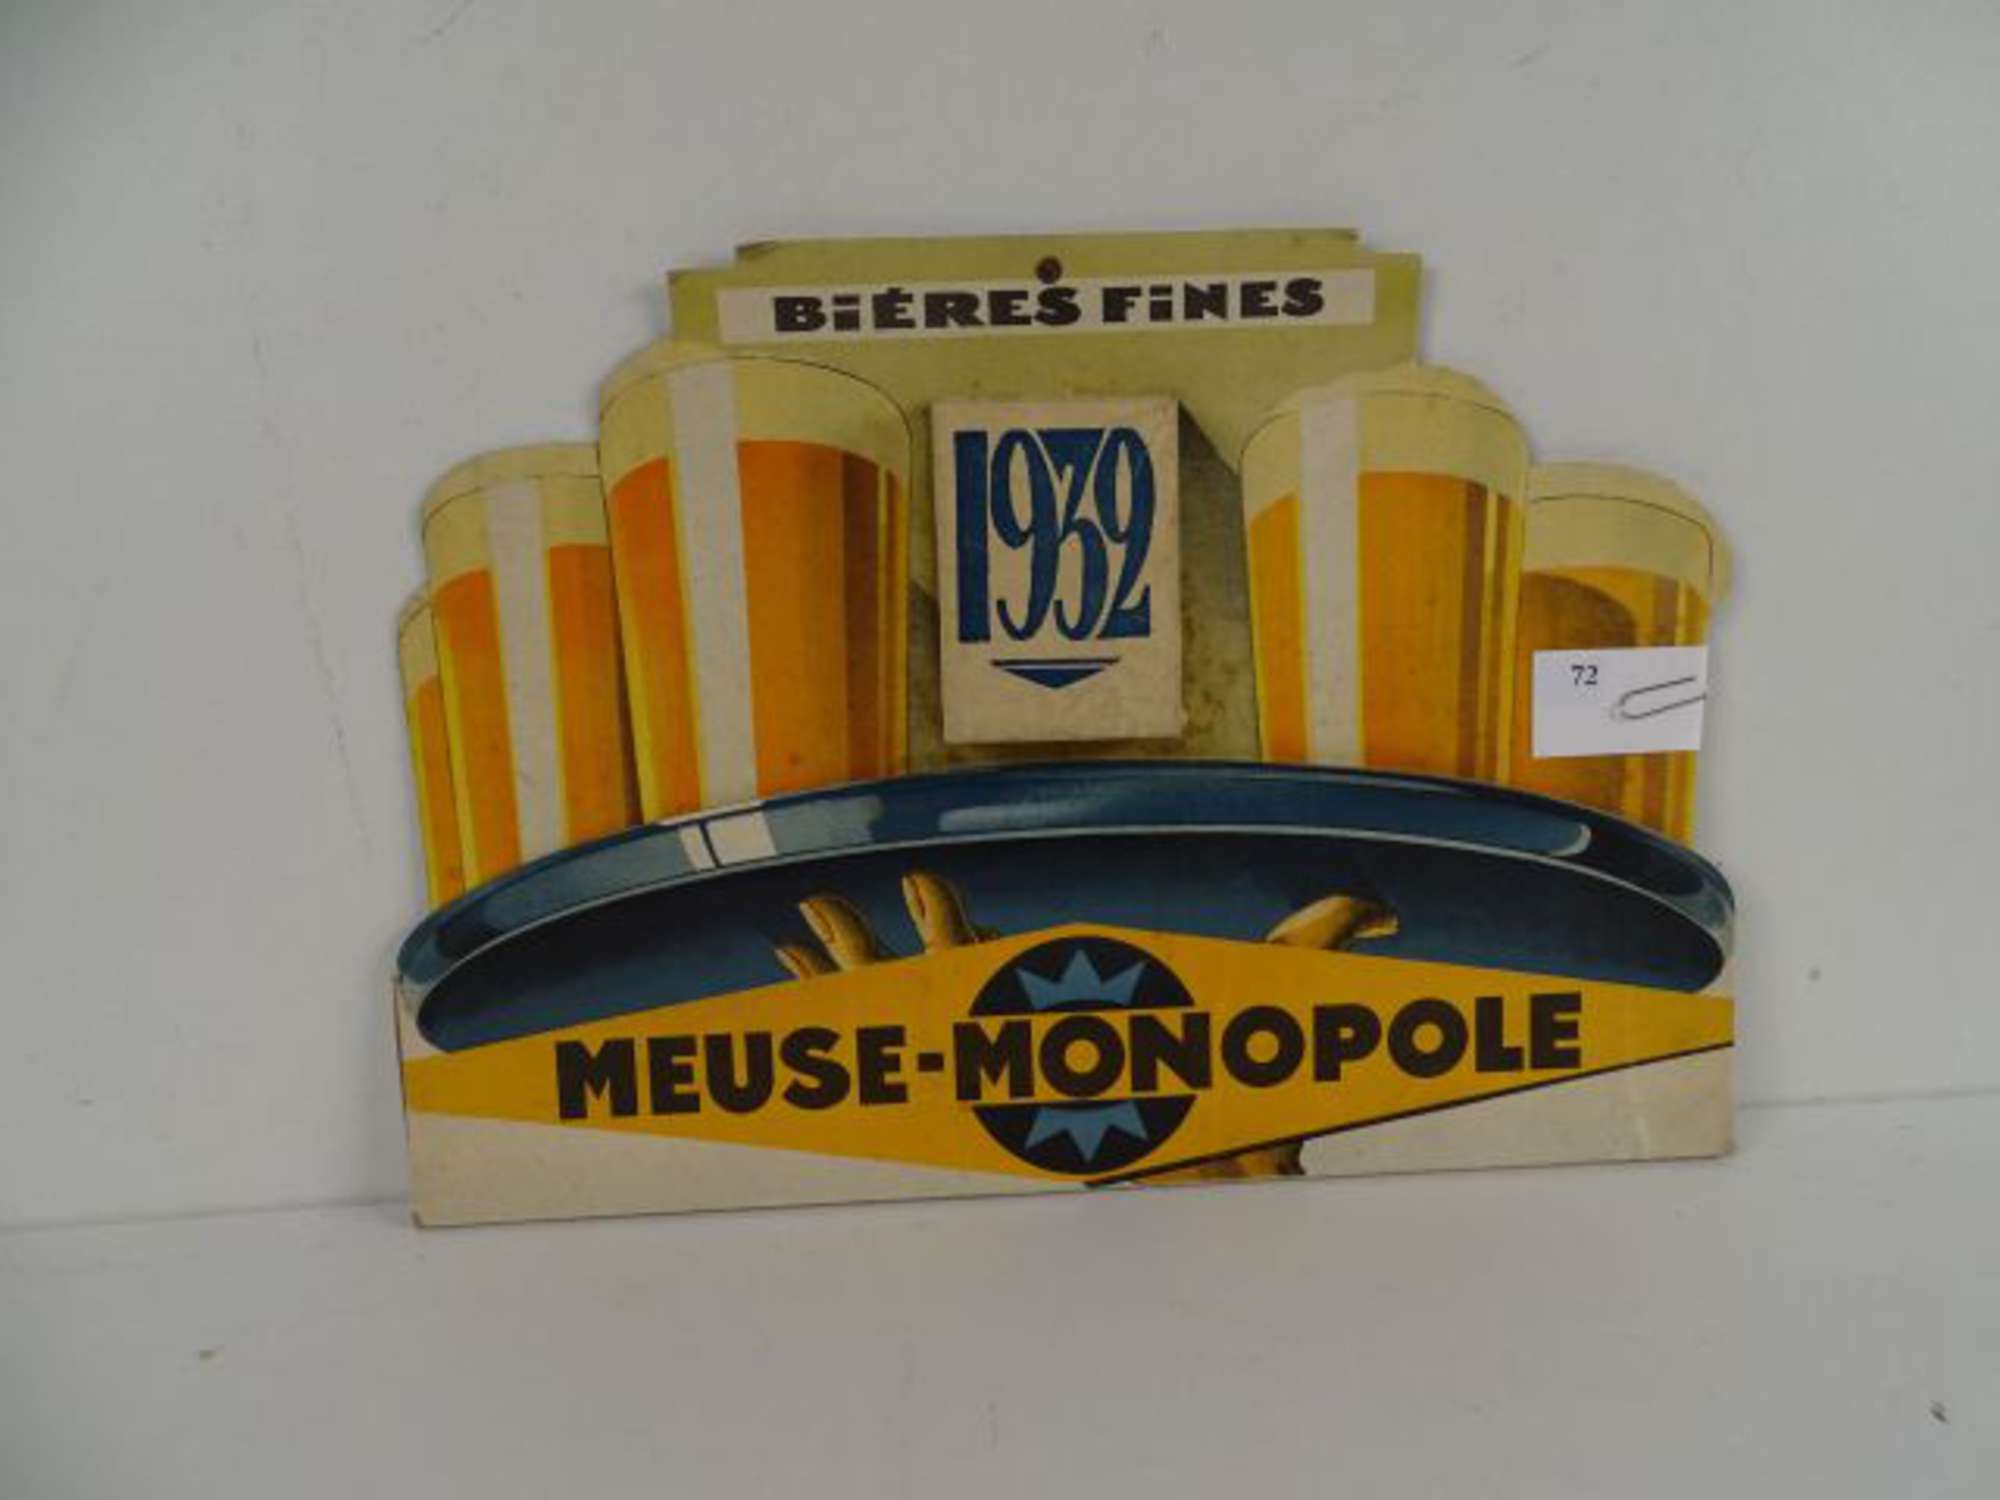 BiÉRES FiNES
1932
72
MEUSE-MONOPOLE